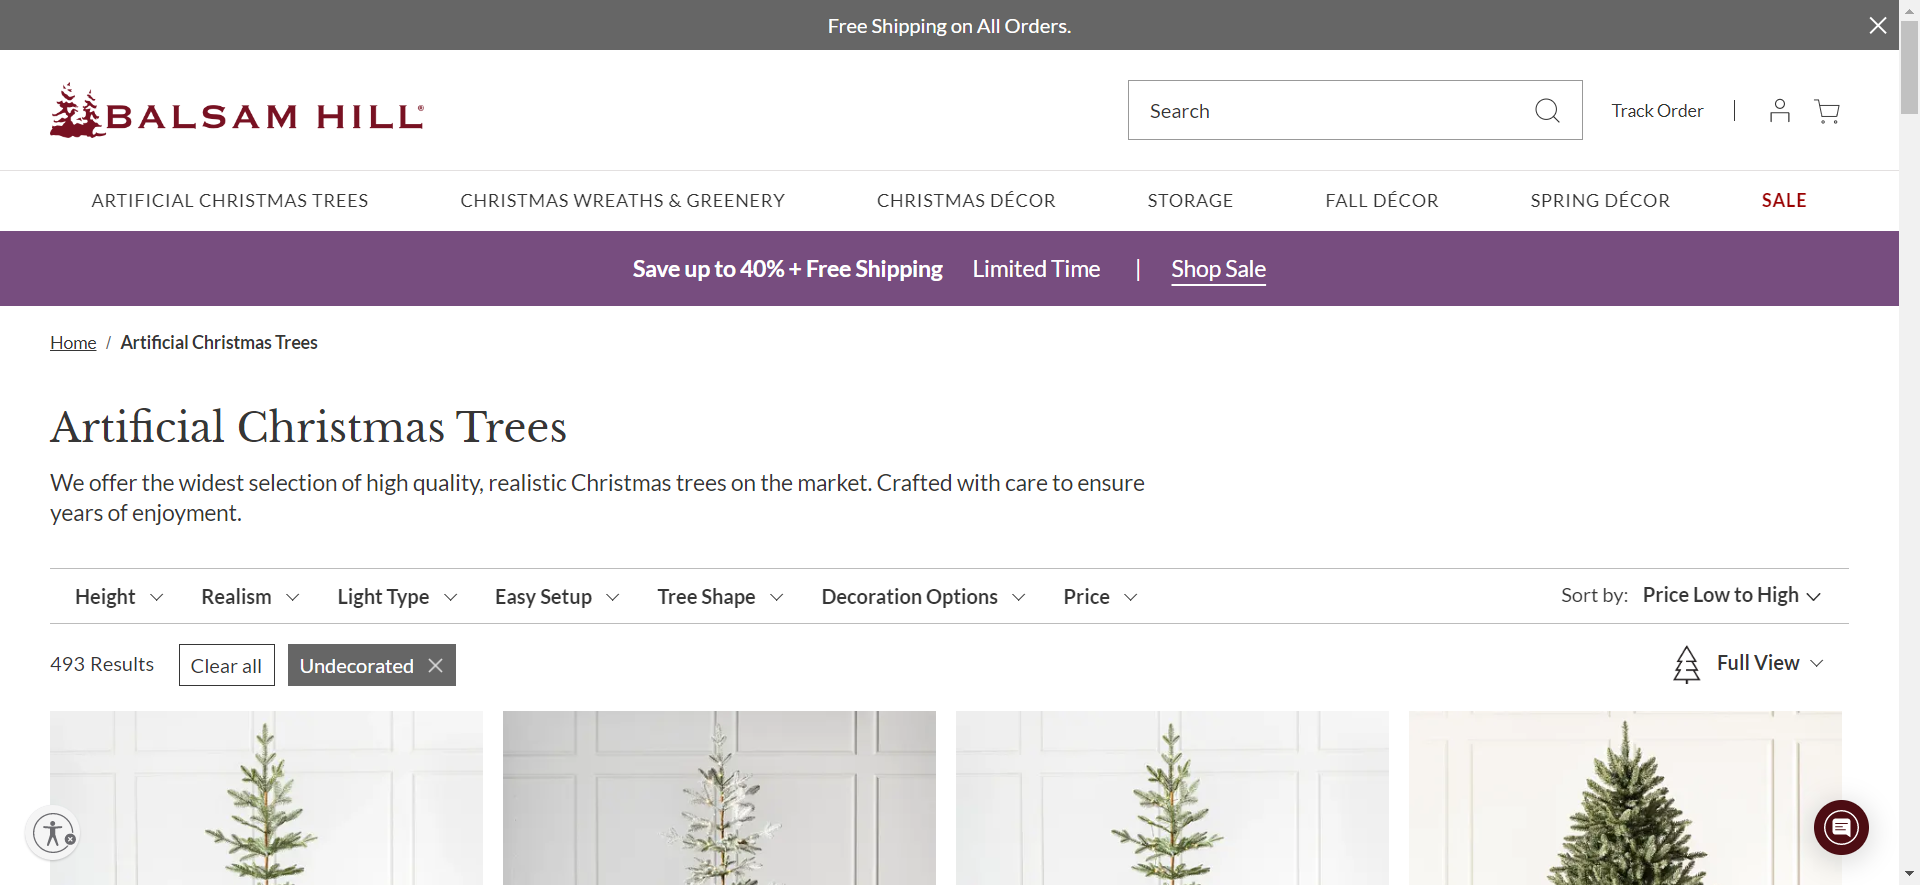 Free Shipping on All Orders.
BALSAM HILL®
Search
Track Order
ARTIFICIAL CHRISTMAS TREES
CHRISTMAS WREATHS & GREENERY
CHRISTMAS DÉCOR
STORAGE
FALL DÉCOR
SPRING DÉCOR
SALE
Save up to 40% + Free Shipping Limited Time | Shop Sale
Home / Artificial Christmas Trees
Artificial Christmas Trees
We offer the widest selection of high quality, realistic Christmas trees on the market. Crafted with care to ensure
years of enjoyment.
Height
Realism
Light Type
Easy Setup
Tree Shape
Decoration Options
Price
Sort by: Price Low to High
493 Results
Clear all
Undecorated
Full View